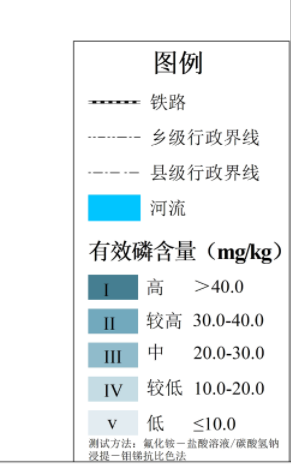 图例
铁路
乡级行政界线
县级行政界线
河流
有效磷含量（mg/kg）
I 高 ＞40.0
II 较高 30.0-40.0
III 中 20.0-30.0
IV 较低 10.0-20.0
V 低 ≤10.0
测试方法：氟化铵－盐酸溶液/碳酸氢钠
浸提－钼锑抗比色法